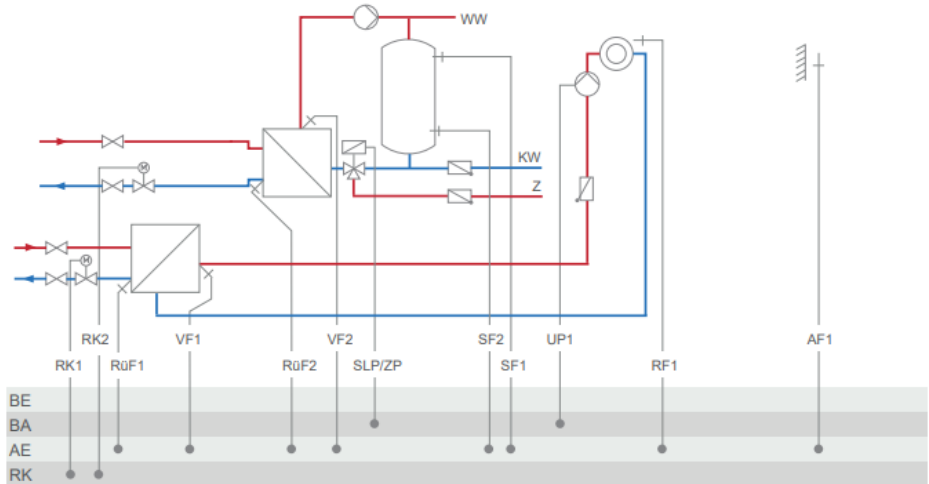 WW
KW
Z
M
M
RK2 VF1 VF2 SF2 UP1 AF1
RK1 RüF1 RüF2 SLP/ZP SF1 RF1
BE
BA
AE
RK